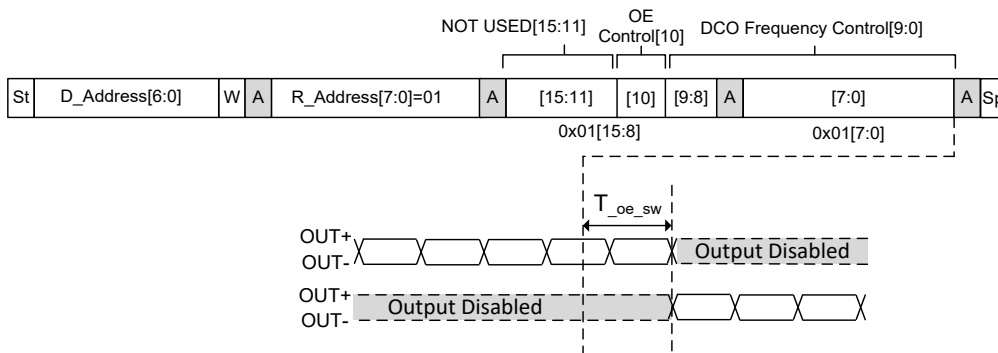 NOT USED[15:11] OE Control[10] DCO Frequency Control[9:0]
St D_Address[6:0] W A R_Address[7:0]=01 A [15:11] [10] [9:8] A [7:0] A Sp
0x01[15:8] 0x01[7:0]
T_oe_sw
OUT+
OUT-
Output Disabled
OUT+
OUT-
Output Disabled